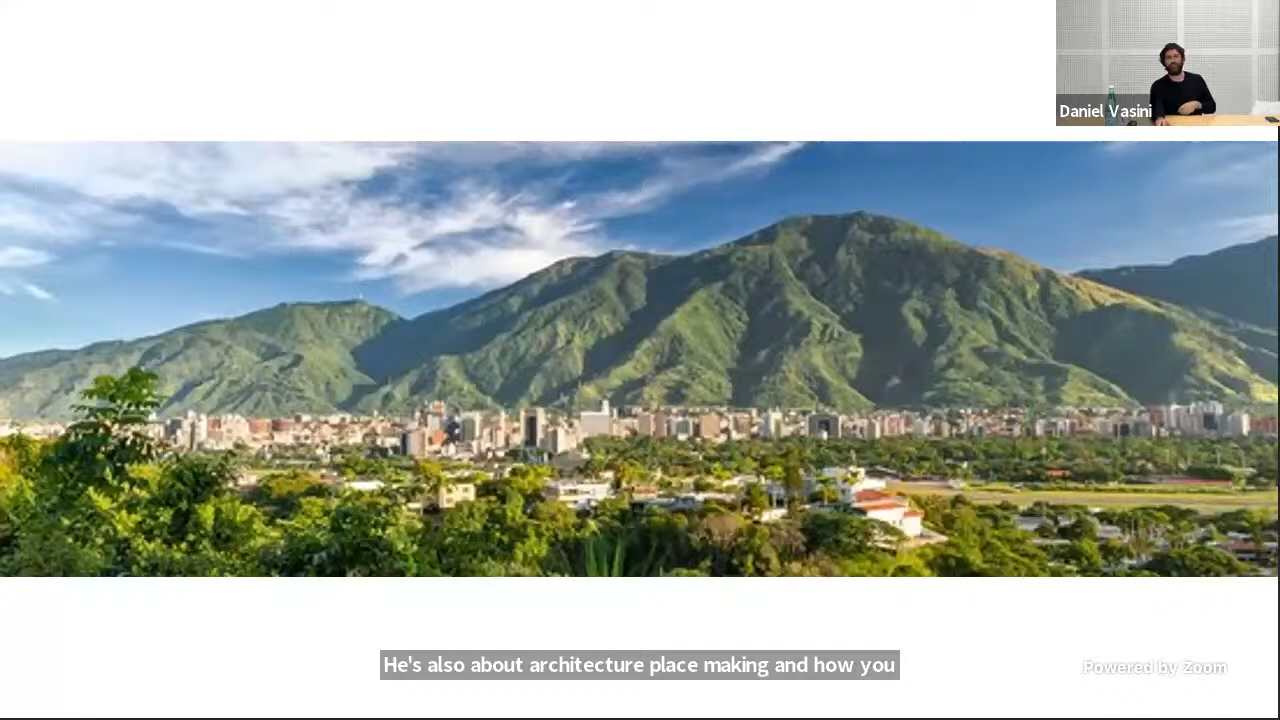 Daniel Vasini
He's also about architecture place making and how you
Powered by Zoom